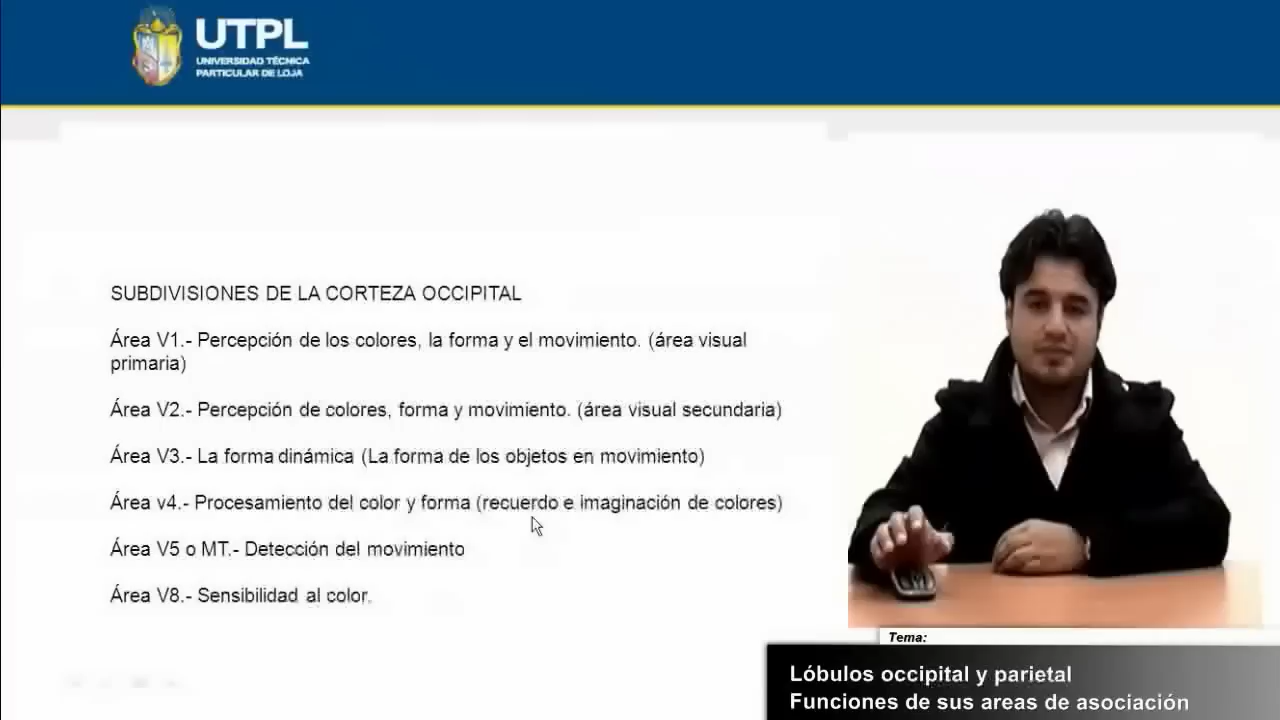 UTPL
UNIVERSIDAD TÉCNICA
PARTICULAR DE LOJA
SUBDIVISIONES DE LA CORTEZA OCCIPITAL
Área V1.- Percepción de los colores, la forma y el movimiento. (área visual
primaria)
Área V2.- Percepción de colores, forma y movimiento. (área visual secundaria)
Área V3.- La forma dinámica (La forma de los objetos en movimiento)
Área v4.- Procesamiento del color y forma (recuerdo e imaginación de colores)
Área V5 o MT.- Detección del movimiento
Área V8.- Sensibilidad al color.
Tema:
Lóbulos occipital y parietal
Funciones de sus areas de asociación